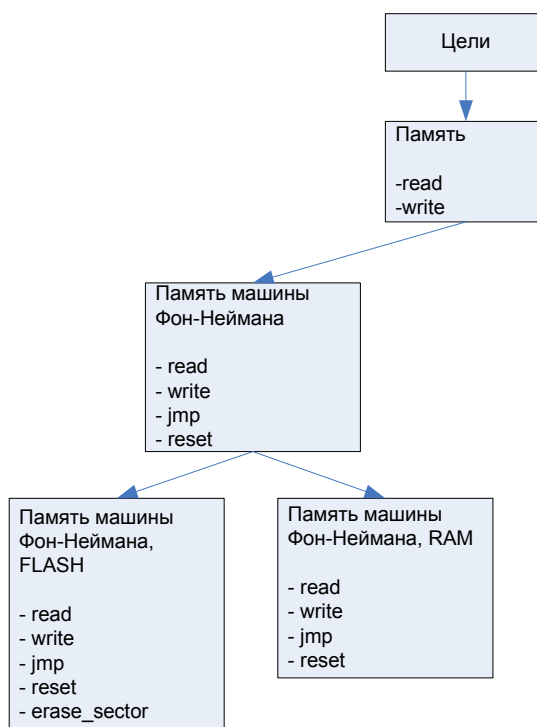 Цели
Память
-read
-write
Память машины
Фон-Неймана
- read
- write
- jmp
- reset
Память машины
Фон-Неймана,
FLASH
- read
- write
- jmp
- reset
- erase_sector
Память машины
Фон-Неймана, RAM
- read
- write
- jmp
- reset